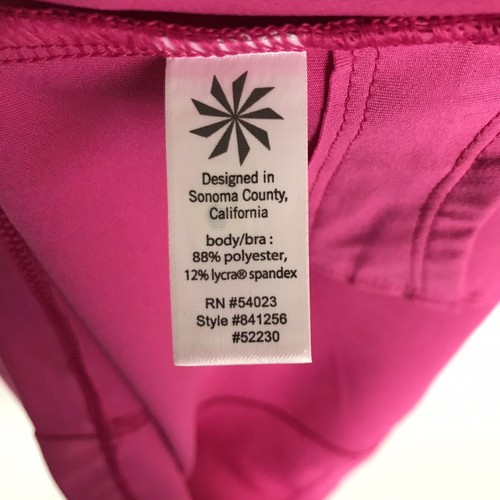 Designed in
Sonoma County,
California
body/bra :
88% polyester,
12% lycra® spandex
RN #54023
Style #841256
#52230